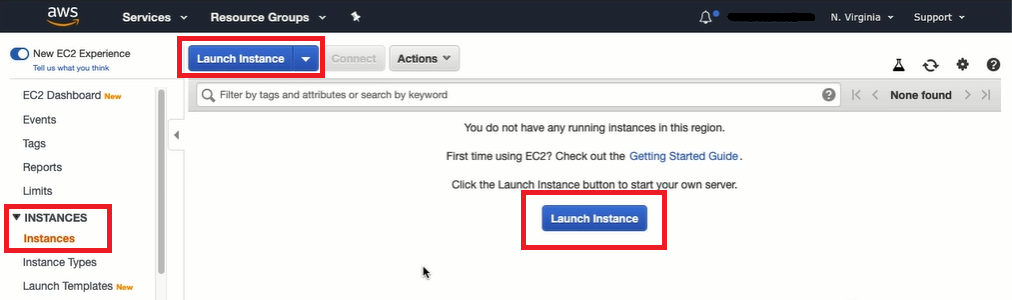 aws Services Resource Groups N. Virginia Support
New EC2 Experience
Tell us what you think
Launch Instance Connect Actions
EC2 Dashboard New
Events
Tags
Reports
Limits
INSTANCES
Instances
Instance Types
Launch Templates New
Filter by tags and attributes or search by keyword None found
You do not have any running instances in this region.
First time using EC2? Check out the Getting Started Guide.
Click the Launch Instance button to start your own server.
Launch Instance